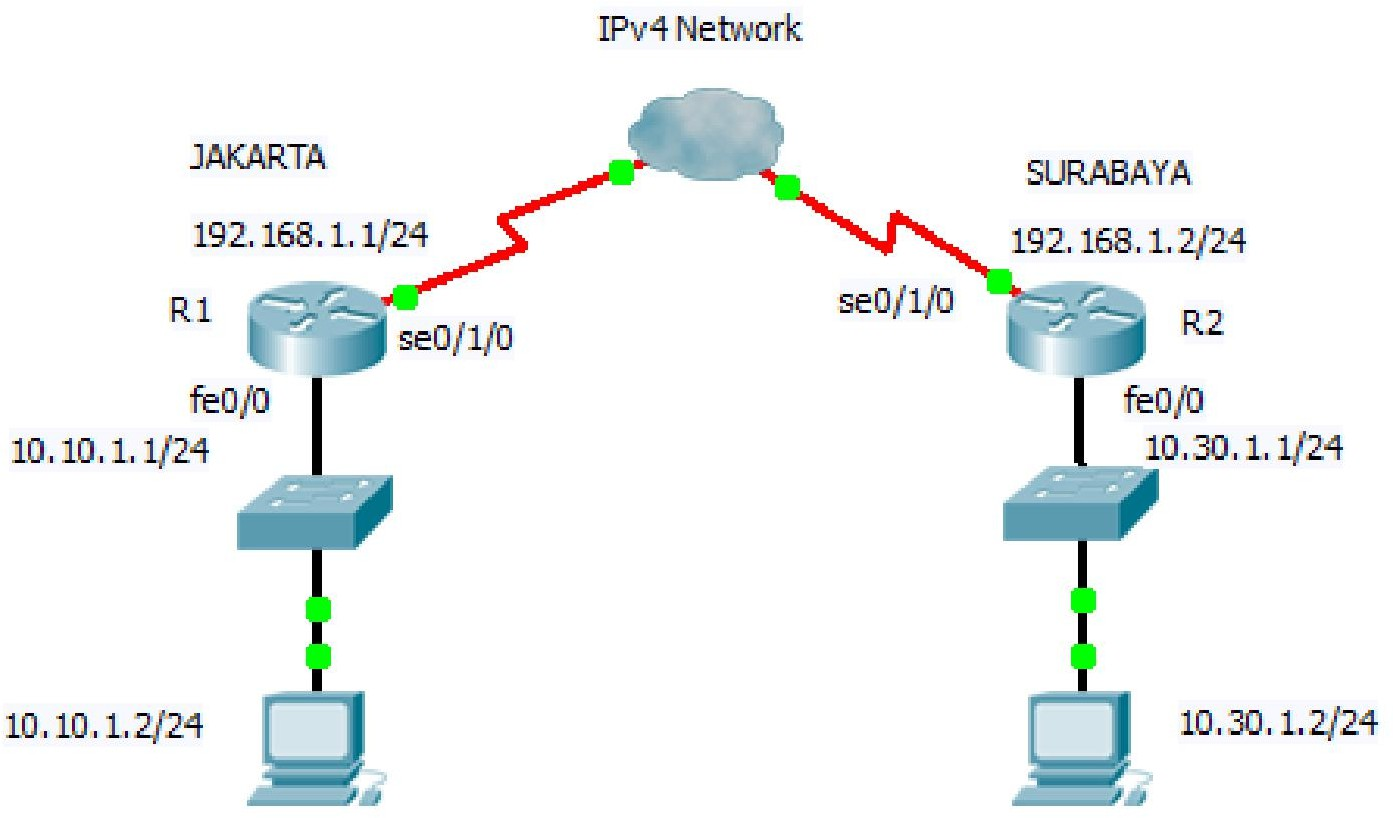 IPv4 Network
JAKARTA
SURABAYA
192.168.1.1/24
192.168.1.2/24
R1
se0/1/0
se0/1/0
R2
fe0/0
fe0/0
10.10.1.1/24
10.30.1.1/24
10.10.1.2/24
10.30.1.2/24